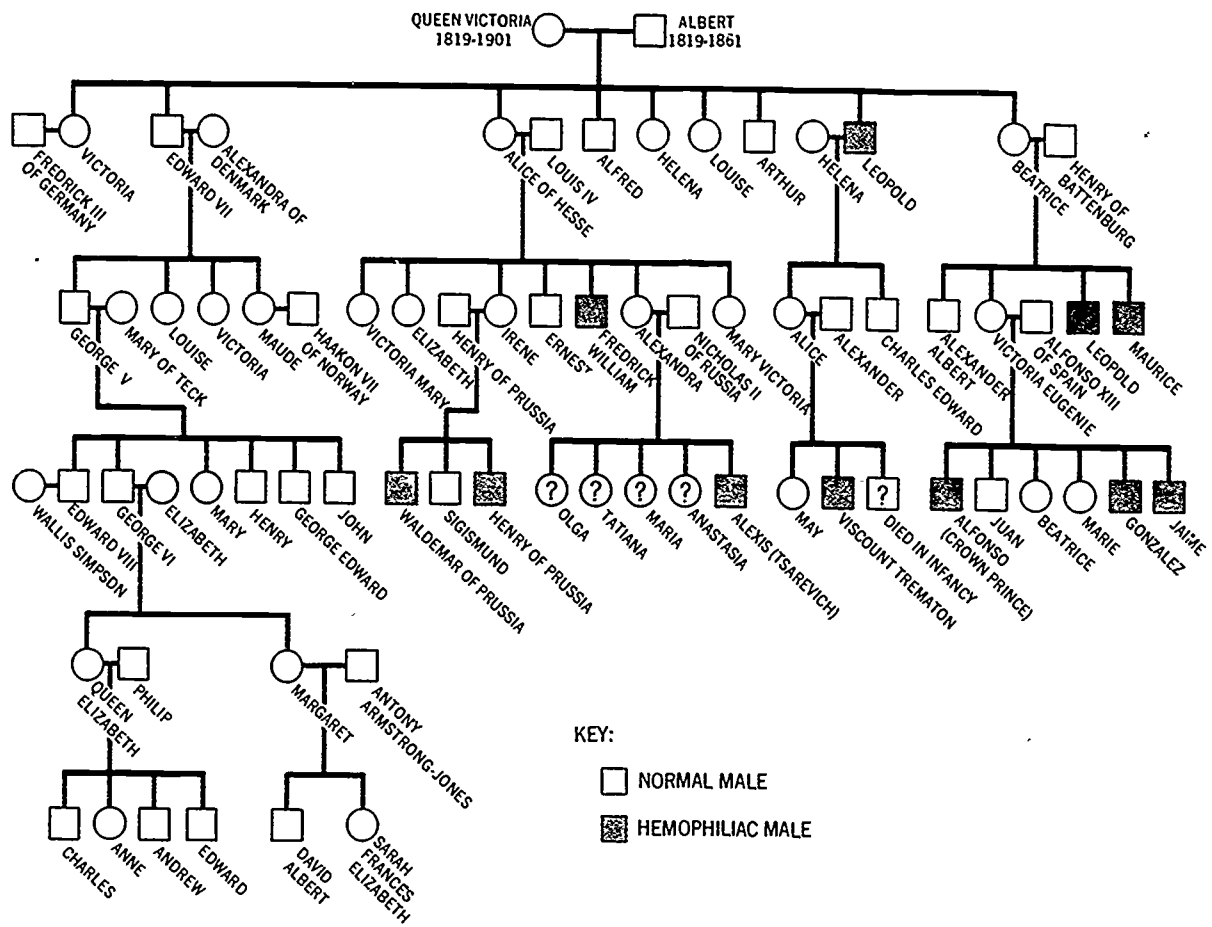 QUEEN VICTORIA
1819-1901
ALBERT
1819-1861
FREDRICK III
OF GERMANY
VICTORIA
EDWARD VII
ALEXANDRA OF
DENMARK
ALICE OF HESSE
LOUIS IV
ALFRED
HELENA
LOUISE
ARTHUR
HELENA
LEOPOLD
BEATRICE
HENRY OF
BATTENBURG
GEORGE V
MARY OF TECK
LOUISE
VICTORIA
MAUDE
HAAKON VII
OF NORWAY
VICTORIA MARY
ELIZABETH
HENRY OF PRUSSIA
IRENE
ERNEST
FREDRICK
WILLIAM
ALEXANDRA
NICHOLAS II
OF RUSSIA
MARY VICTORIA
ALICE
ALEXANDER
CHARLES EDWARD
ALEXANDER
ALBERT
VICTORIA EUGENIE
ALFONSO XIII
OF SPAIN
LEOPOLD
MAURICE
WALLIS SIMPSON
EDWARD VIII
GEORGE VI
ELIZABETH
MARY
HENRY
GEORGE EDWARD
JOHN
WALDEMAR OF PRUSSIA
SIGISMUND
HENRY OF PRUSSIA
?
OLGA
?
TATIANA
?
MARIA
?
ANASTASIA
ALEXIS (TSAREVICH)
MAY
VISCOUNT TREMATON
?
DIED IN INFANCY
ALFONSO
(CROWN PRINCE)
JUAN
BEATRICE
MARIE
GONZALEZ
JAIME
QUEEN
ELIZABETH
PHILIP
MARGARET
ANTONY
ARMSTRONG-JONES
CHARLES
ANNE
ANDREW
EDWARD
DAVID
ALBERT
SARAH
FRANCES
ELIZABETH
KEY:
NORMAL MALE
HEMOPHILIAC MALE